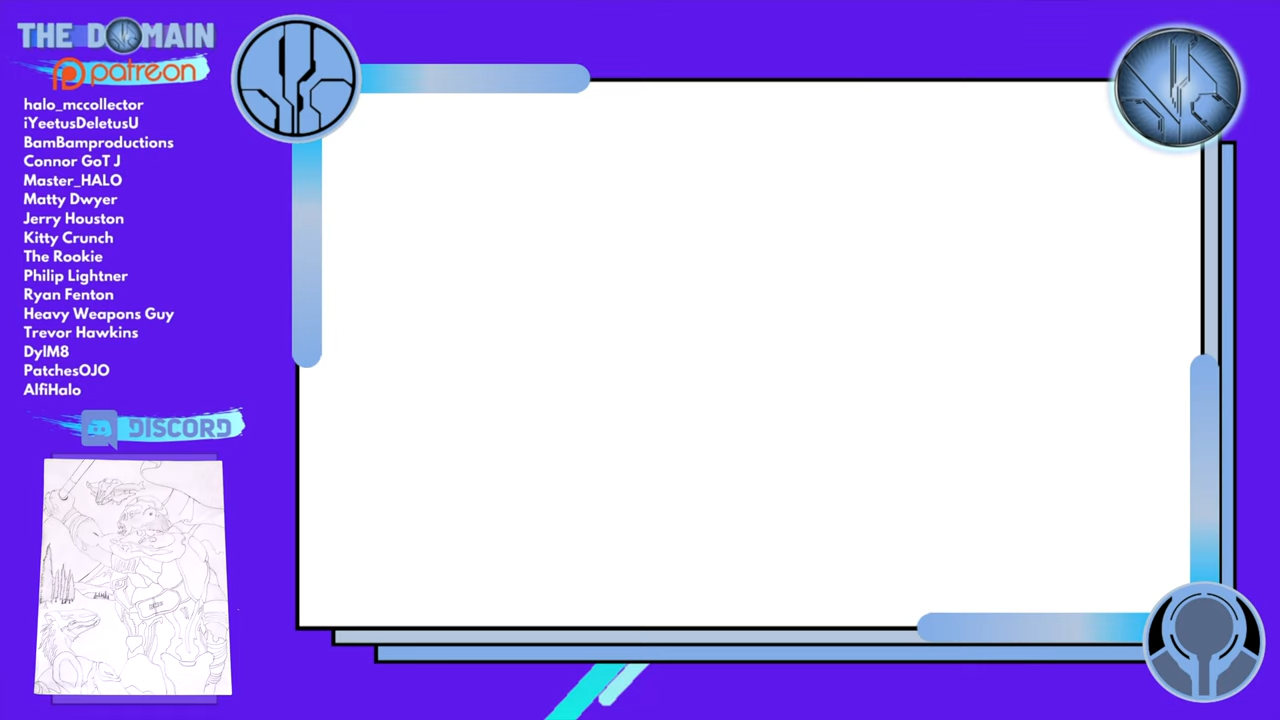 THE DOMAIN
patreon
halo_mccollector
iYeetusDeletusU
BamBamproductions
Connor GoT J
Master_HALO
Matty Dwyer
Jerry Houston
Kitty Crunch
The Rookie
Philip Lightner
Ryan Fenton
Heavy Weapons Guy
Trevor Hawkins
DylM8
PatchesOJO
AlfiHalo
DISCORD